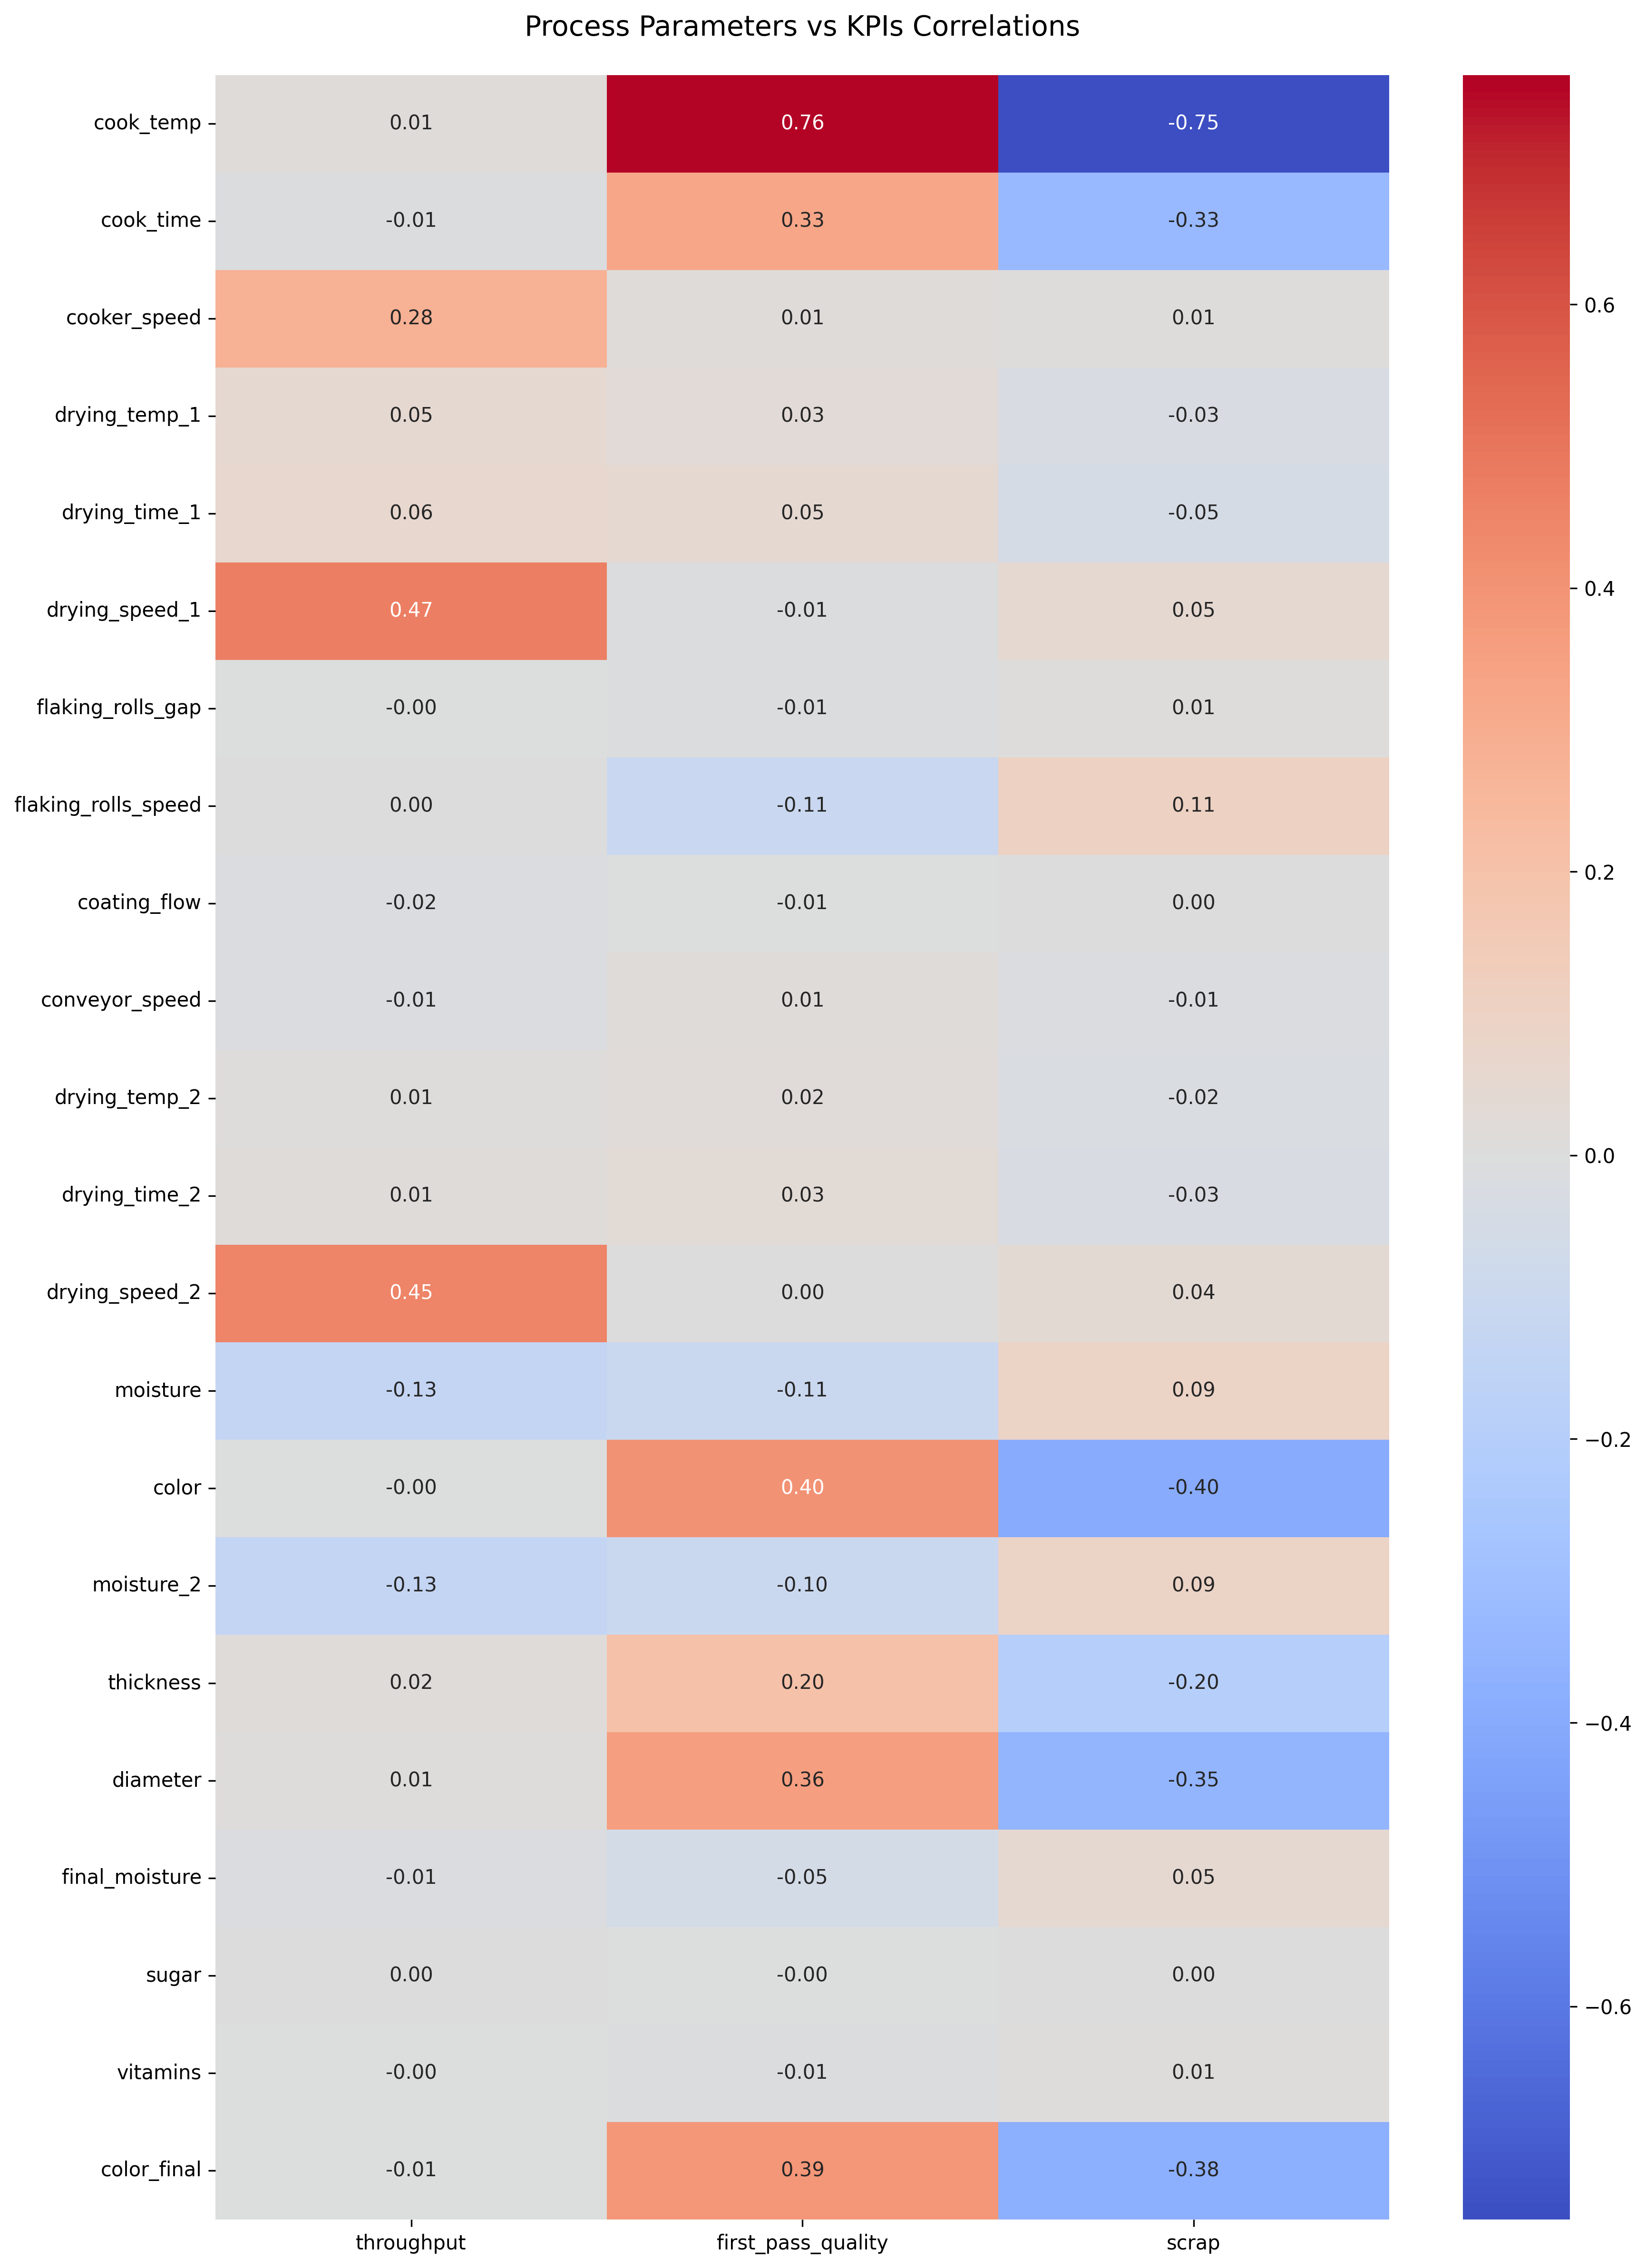 Process Parameters vs KPIs Correlations
cook_temp 0.01 0.76 -0.75
cook_time -0.01 0.33 -0.33
cooker_speed 0.28 0.01 0.01
0.6
drying_temp_1 0.05 0.03 -0.03
drying_time_1 0.06 0.05 -0.05
0.4
drying_speed_1 0.47 -0.01 0.05
flaking_rolls_gap -0.00 -0.01 0.01
flaking_rolls_speed 0.00 -0.11 0.11
0.2
coating_flow -0.02 -0.01 0.00
conveyor_speed -0.01 0.01 -0.01
drying_temp_2 0.01 0.02 -0.02
0.0
drying_time_2 0.01 0.03 -0.03
drying_speed_2 0.45 0.00 0.04
moisture -0.13 -0.11 0.09
−0.2
color -0.00 0.40 -0.40
moisture_2 -0.13 -0.10 0.09
thickness 0.02 0.20 -0.20
−0.4
diameter 0.01 0.36 -0.35
final_moisture -0.01 -0.05 0.05
sugar 0.00 -0.00 0.00
−0.6
vitamins -0.00 -0.01 0.01
color_final -0.01 0.39 -0.38
throughput first_pass_quality scrap